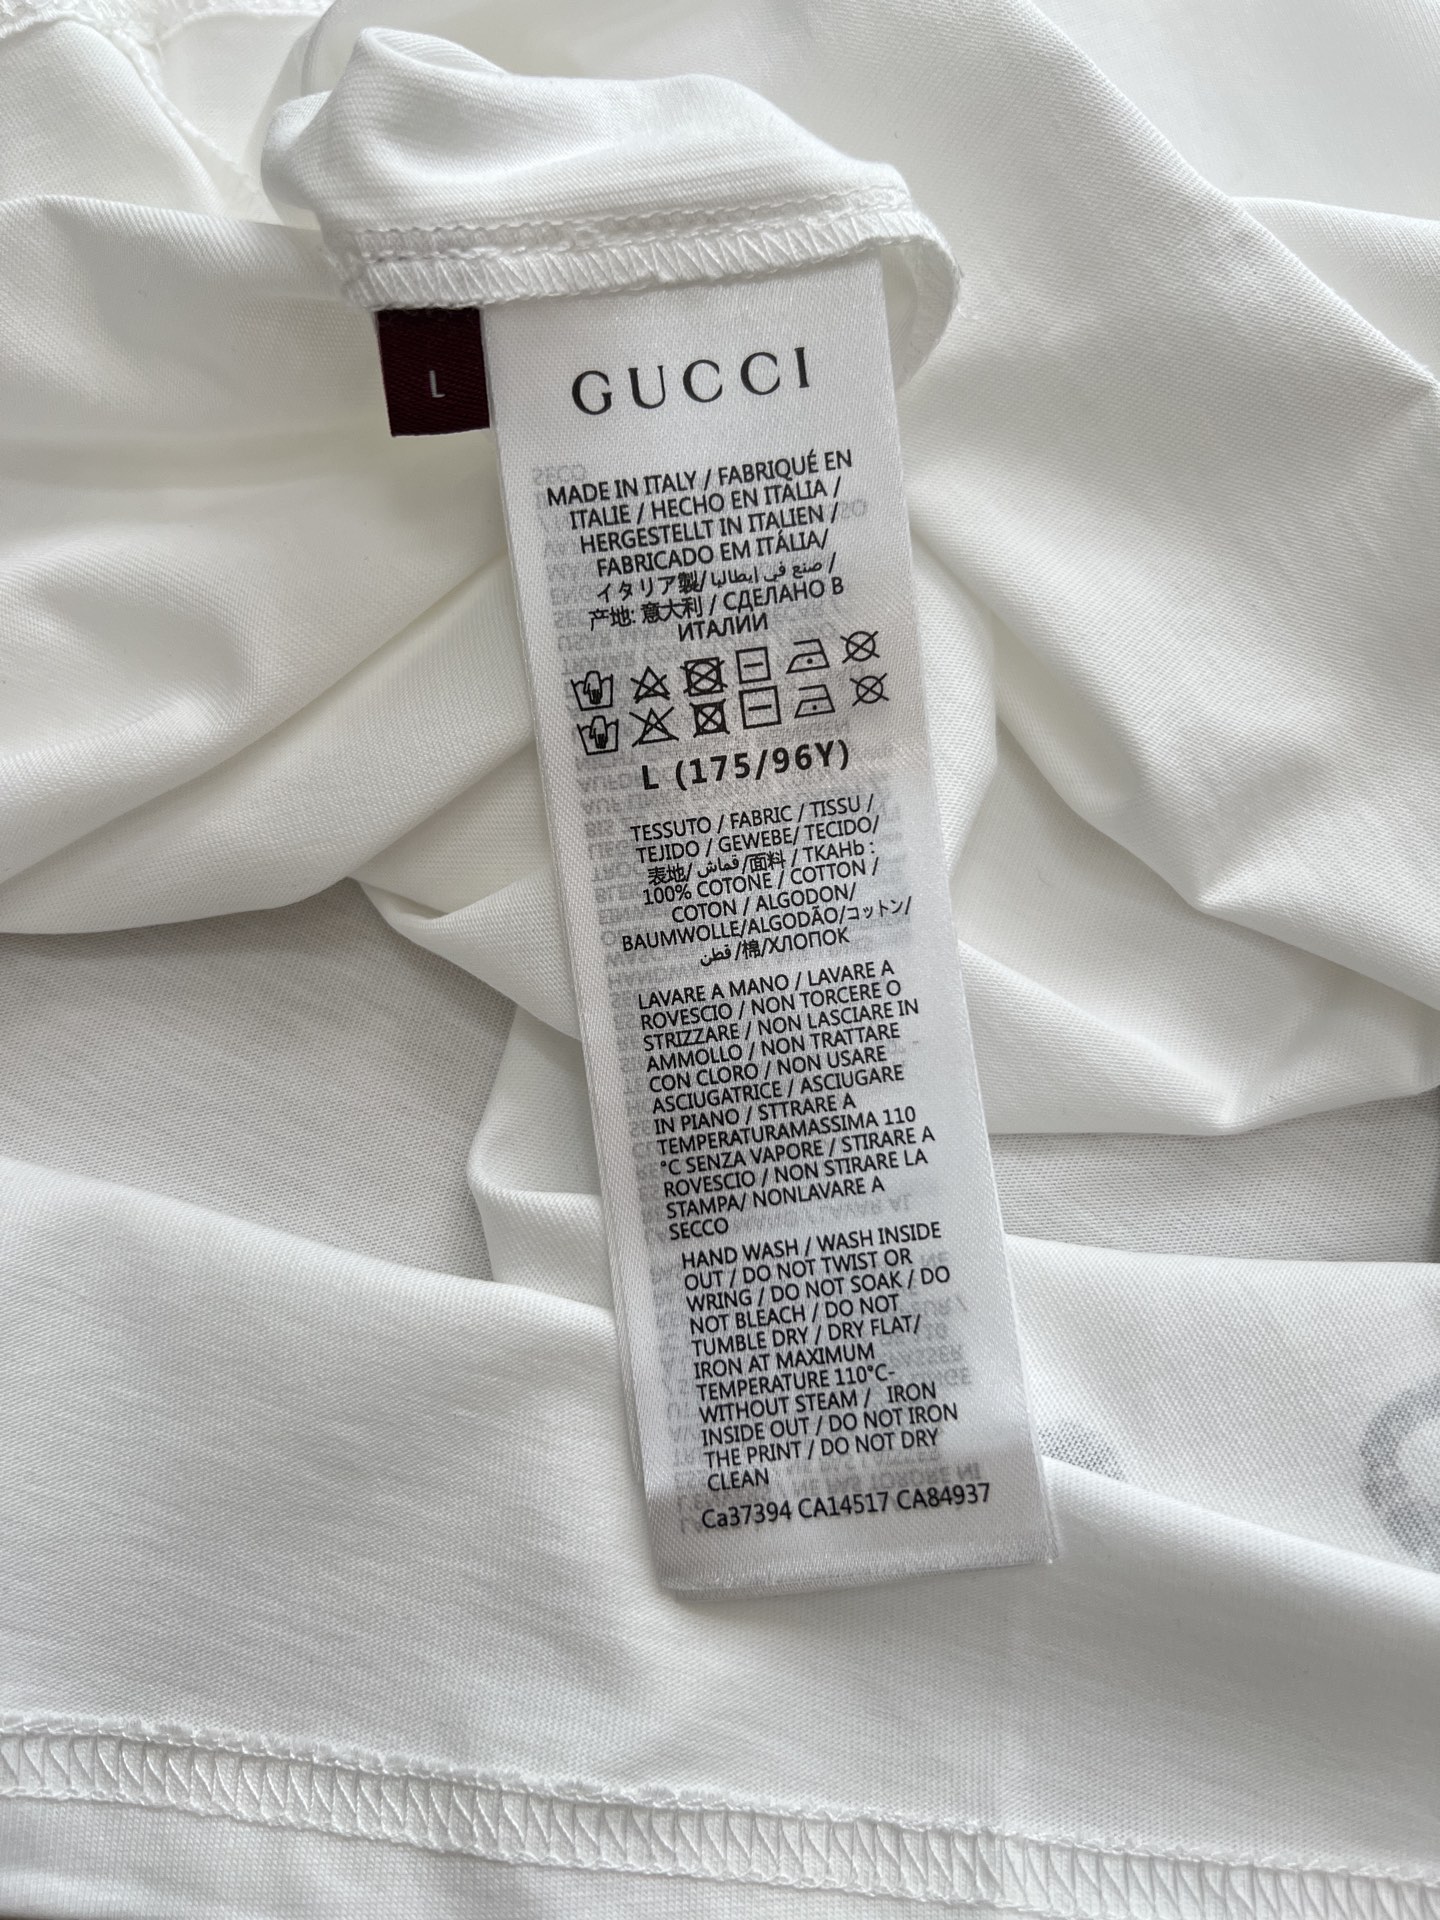 L
GUCCI
MADE IN ITALY / FABRIQUÉ EN
ITALIE / HECHO EN ITALIA /
HERGESTELLT IN ITALIEN /
FABRICADO EM ITÁLIA/
イタリア製/ صنع في إيطاليا /
产地: 意大利 / СДЕЛАНО В
ИТАЛИИ
L (175/96Y)
TESSUTO / FABRIC / TISSU /
TEJIDO / GEWEBE/ TECIDO/
表地/ قماش /面料 / TKAHb :
100% COTONE / COTTON /
COTON / ALGODON/
BAUMWOLLE/ALGODÃO/コットン/
قطن /棉/ХЛОПОК
LAVARE A MANO / LAVARE A
ROVESCIO / NON TORCERE O
STRIZZARE / NON LASCIARE IN
AMMOLLO / NON TRATTARE
CON CLORO / NON USARE
ASCIUGATRICE / ASCIUGARE
IN PIANO / STTRARE A
TEMPERATURAMASSIMA 110
°C SENZA VAPORE / STIRARE A
ROVESCIO / NON STIRARE LA
STAMPA/ NONLAVARE A
SECCO
HAND WASH / WASH INSIDE
OUT / DO NOT TWIST OR
WRING / DO NOT SOAK / DO
NOT BLEACH / DO NOT
TUMBLE DRY / DRY FLAT/
IRON AT MAXIMUM
TEMPERATURE 110°C-
WITHOUT STEAM / IRON
INSIDE OUT / DO NOT IRON
THE PRINT / DO NOT DRY
CLEAN
Ca37394 CA14517 CA84937